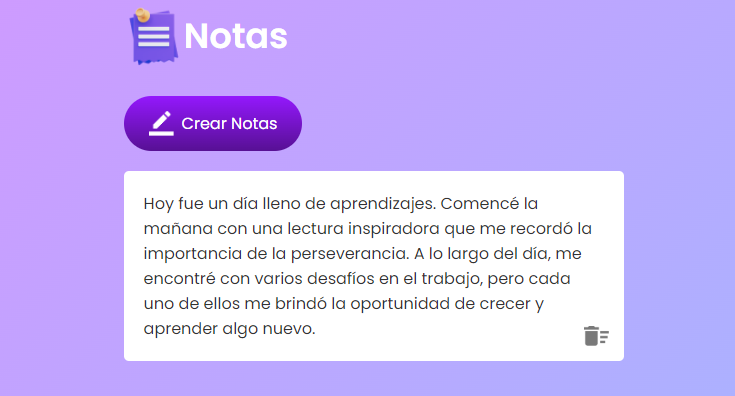 Notas
Crear Notas
Hoy fue un día lleno de aprendizajes. Comencé la
mañana con una lectura inspiradora que me recordó la
importancia de la perseverancia. A lo largo del día, me
encontré con varios desafíos en el trabajo, pero cada
uno de ellos me brindó la oportunidad de crecer y
aprender algo nuevo.